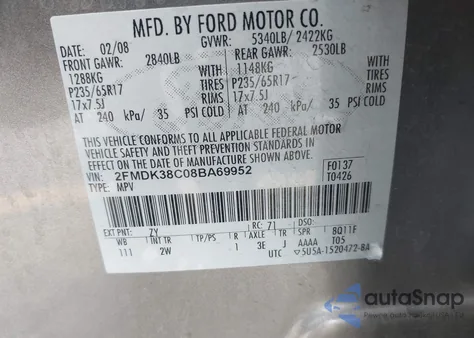 MFD. BY FORD MOTOR CO.
DATE: 02/08 GVWR: 5340LB/ 2422KG
FRONT GAWR: 2840LB REAR GAWR: 2530LB
1288KG WITH 1148KG WITH
P235/65R17 TIRES P235/65R17 TIRES
17x7.5J RIMS 17x7.5J RIMS
AT 240 kPa/ 35 PSI COLD AT 240 kPa/ 35 PSI COLD
THIS VEHICLE CONFORMS TO ALL APPLICABLE FEDERAL MOTOR
VEHICLE SAFETY AND THEFT PREVENTION STANDARDS IN EFFECT
ON THE DATE OF MANUFACTURE SHOWN ABOVE.
VIN: 2FMDK38C08BA69952 F0137
TYPE: MPV T0426
EXT PNT: ZY RC: 71 DSO:
WB BRK INT TR TP/PS R AXLE TR SPR 8Q11F
111 2W 1 3E J AAAA T05
UTC 5U5A-1520472-BA
autoSnap